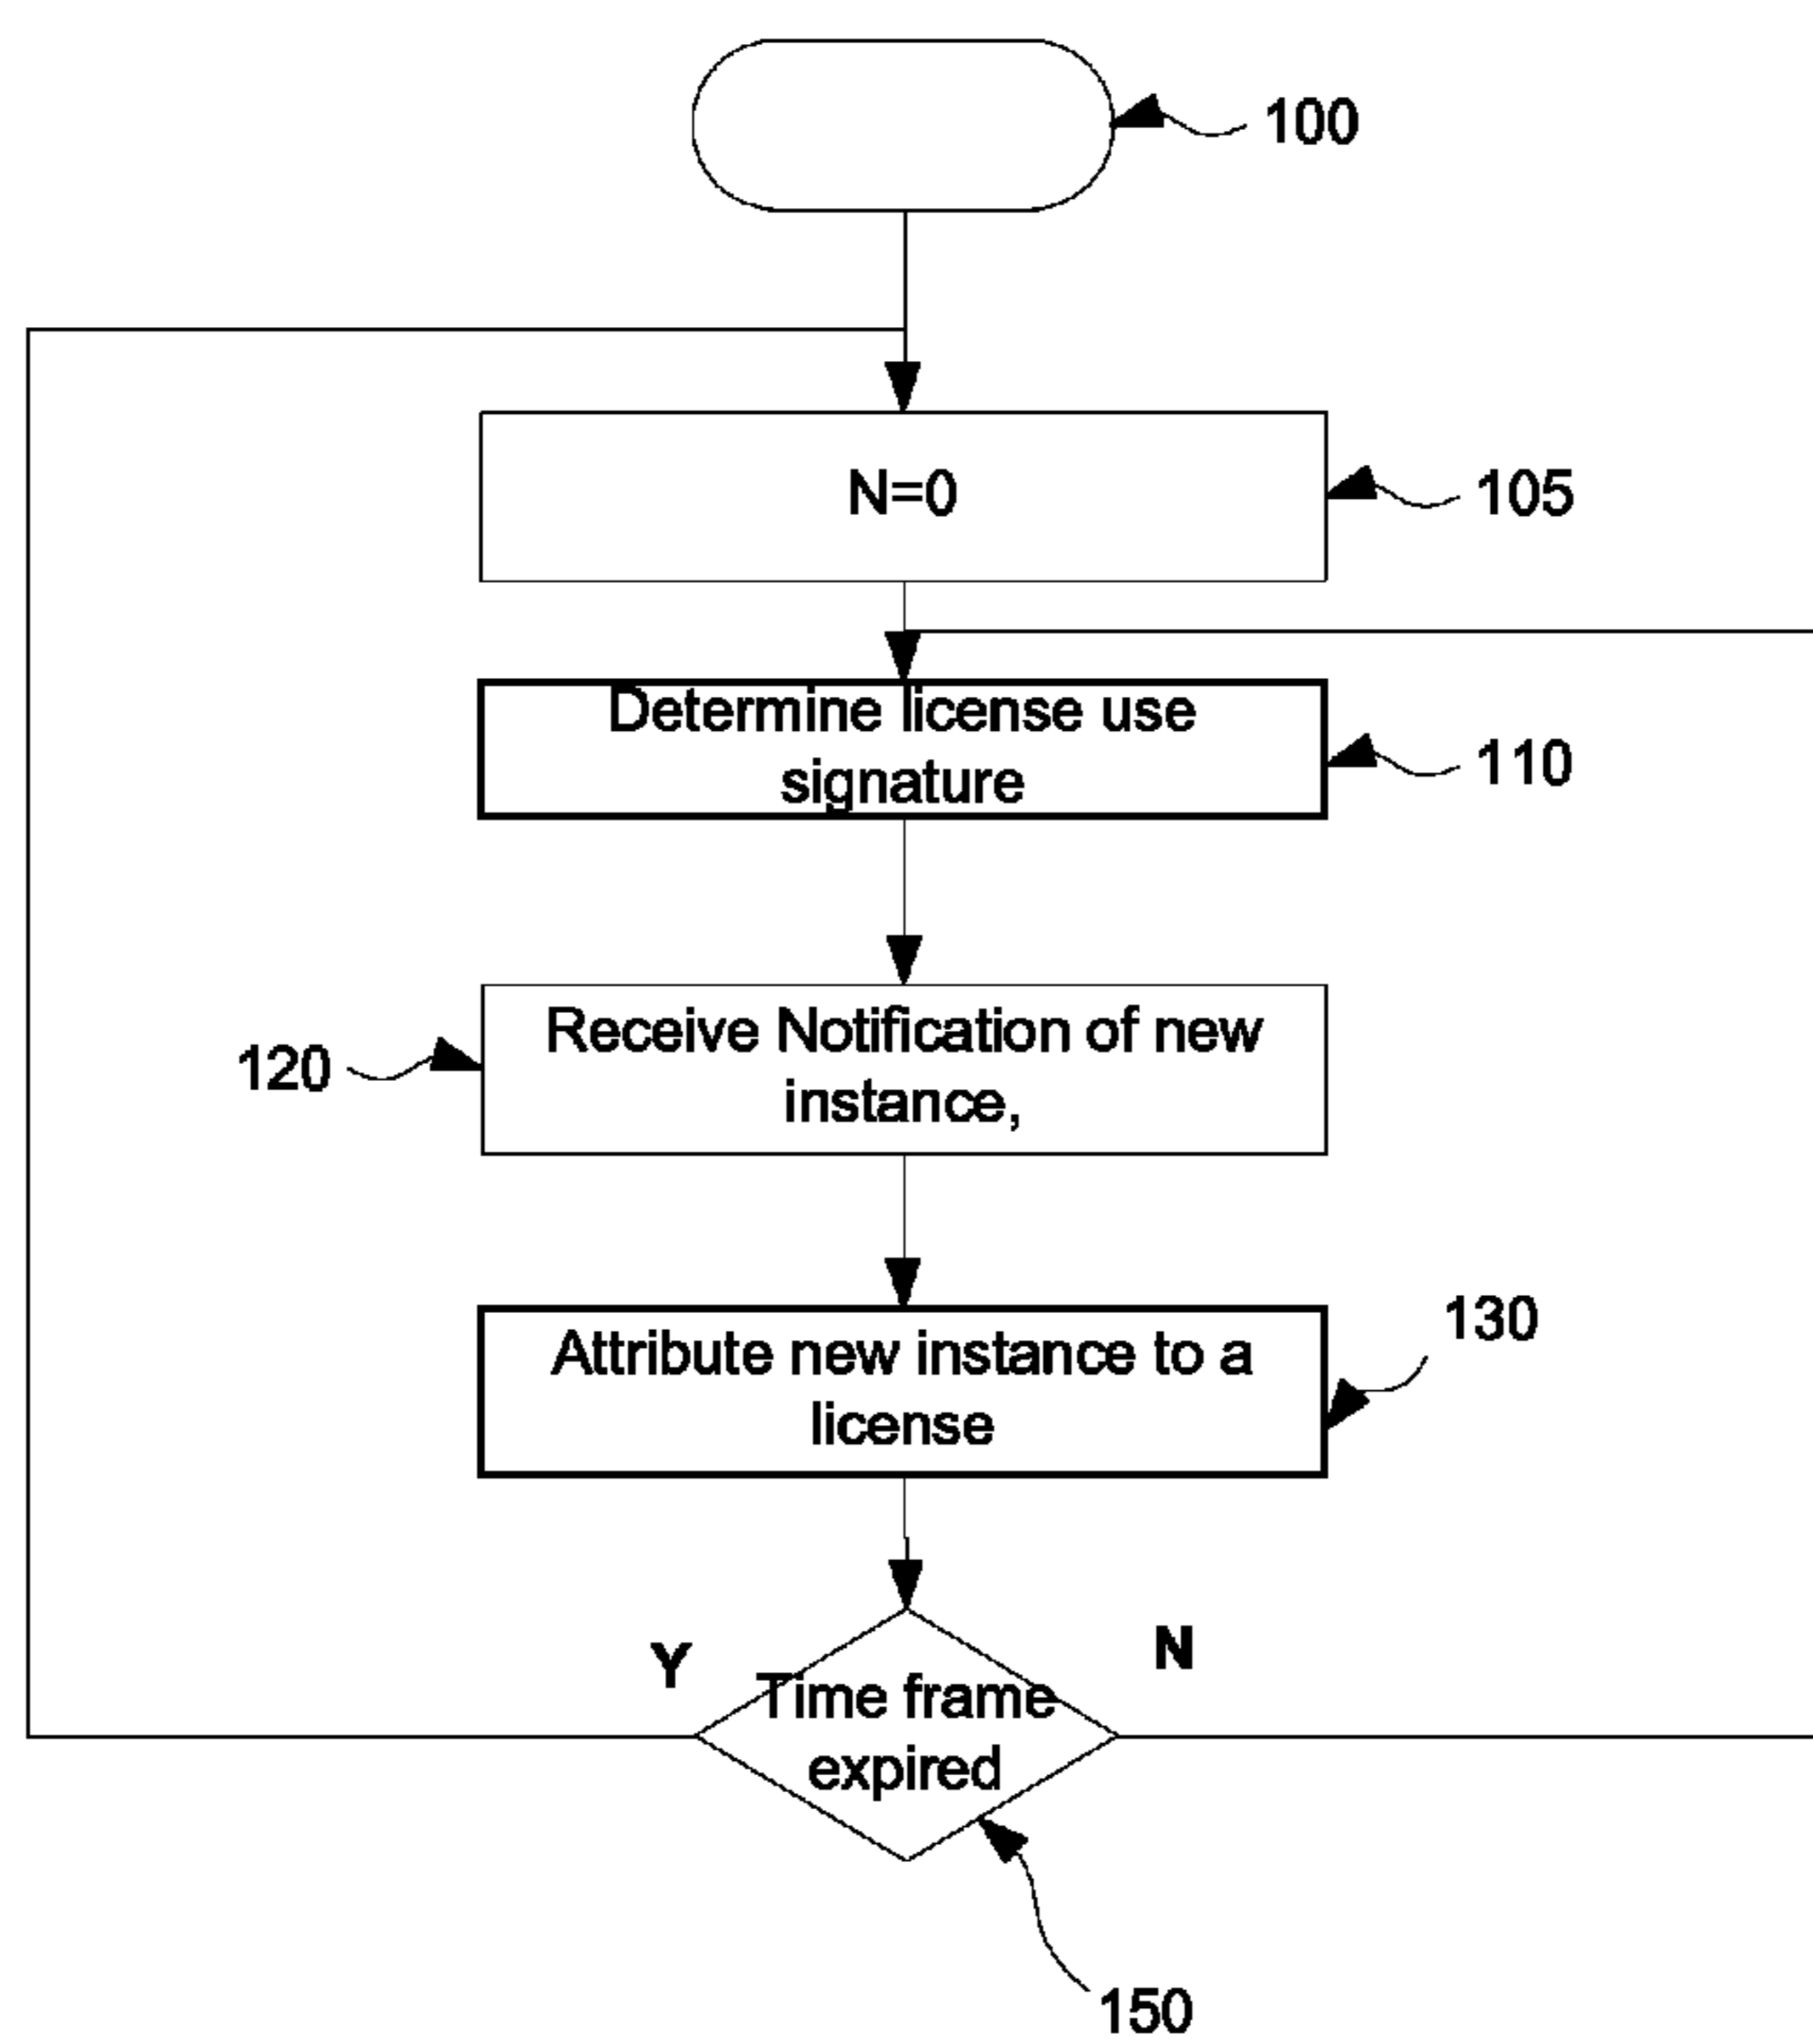 100
N=0
105
Determine license use
signature
110
Receive Notification of new
instance,
120
Attribute new instance to a
license
130
Y
N
Time frame
expired
150